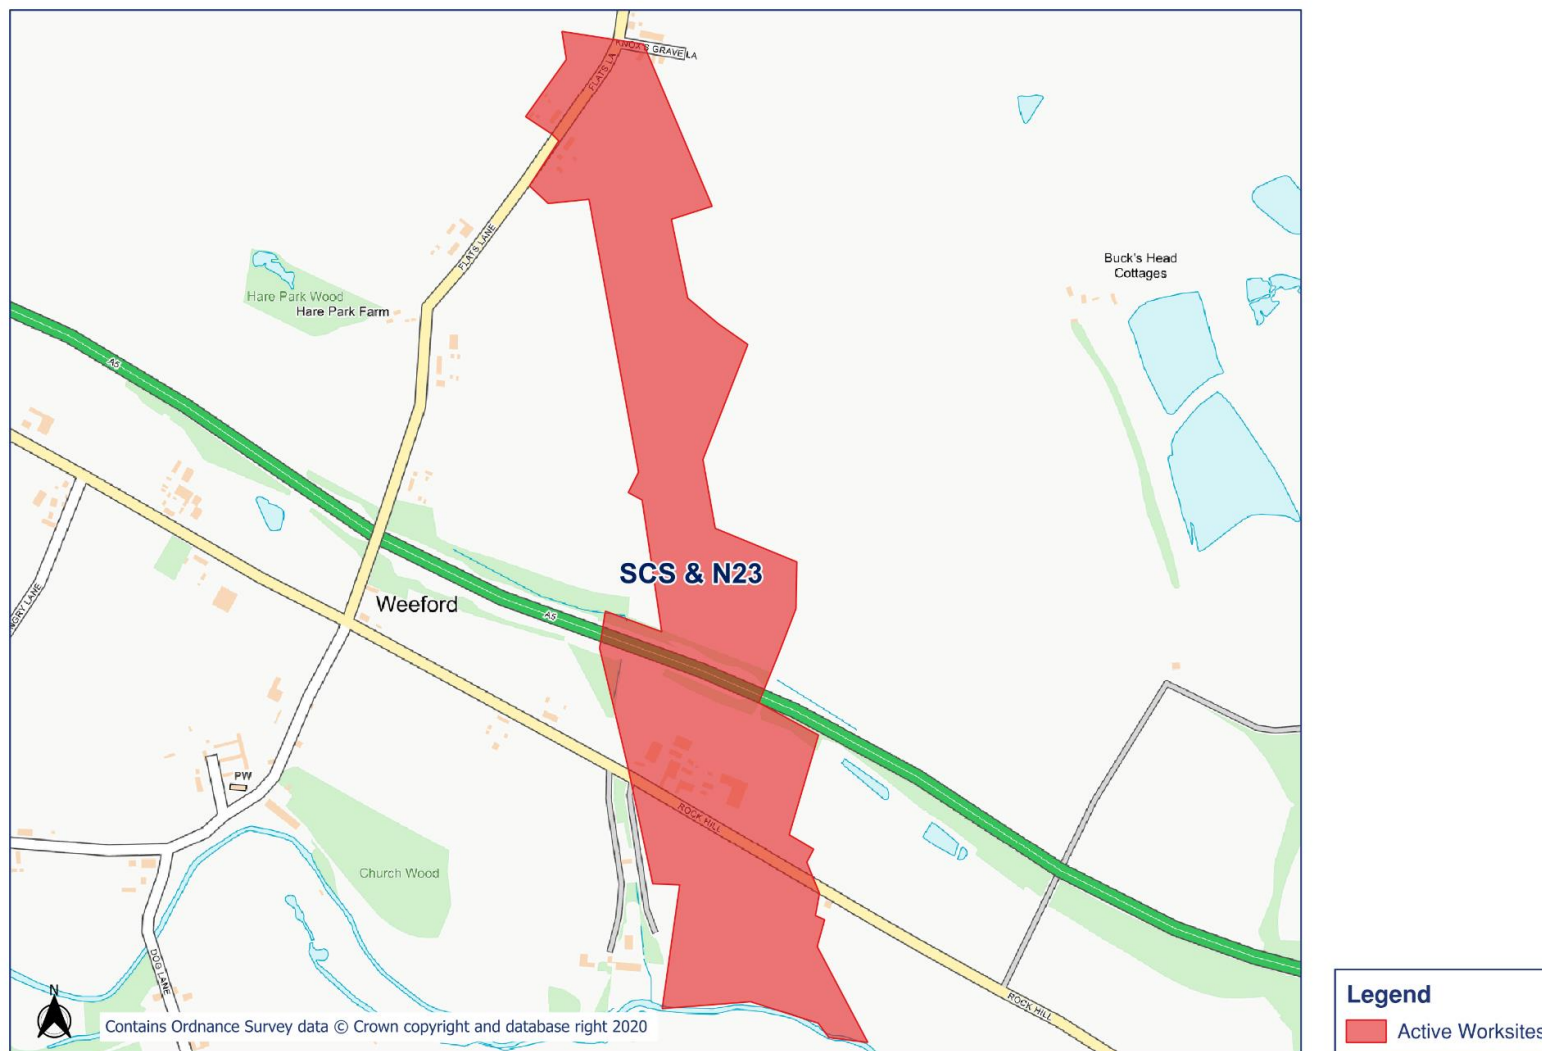 KNOX'S GRAVE LA
FLATS LA
FLATS LANE
Buck's Head
Cottages
Hare Park Wood
Hare Park Farm
A5
SCS & N23
Weeford
A5
NGRY LANE
PW
ROCK HILL
Church Wood
DOG LANE
ROCK HILL
N
Contains Ordnance Survey data © Crown copyright and database right 2020
Legend
Active Worksites